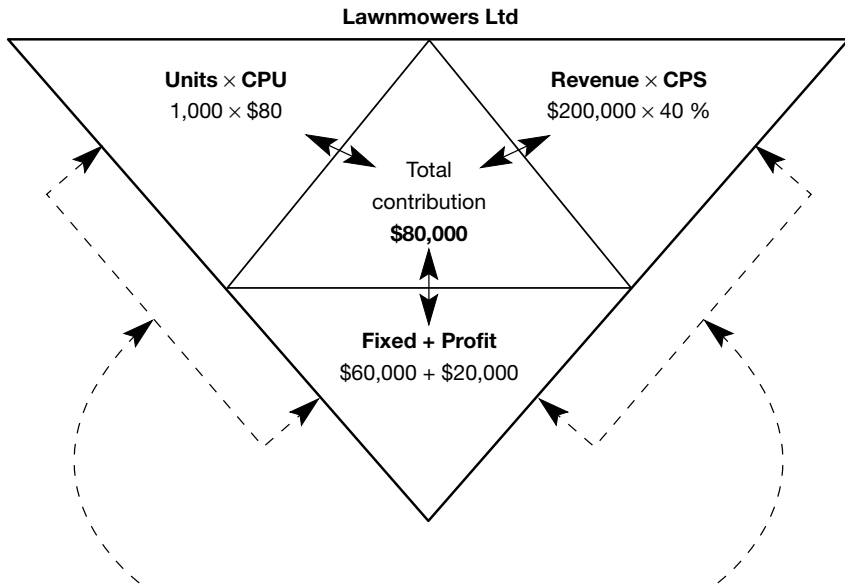 Lawnmowers Ltd
Units × CPU
1,000 × $80
Revenue × CPS
$200,000 × 40 %
Total
contribution
$80,000
Fixed + Profit
$60,000 + $20,000